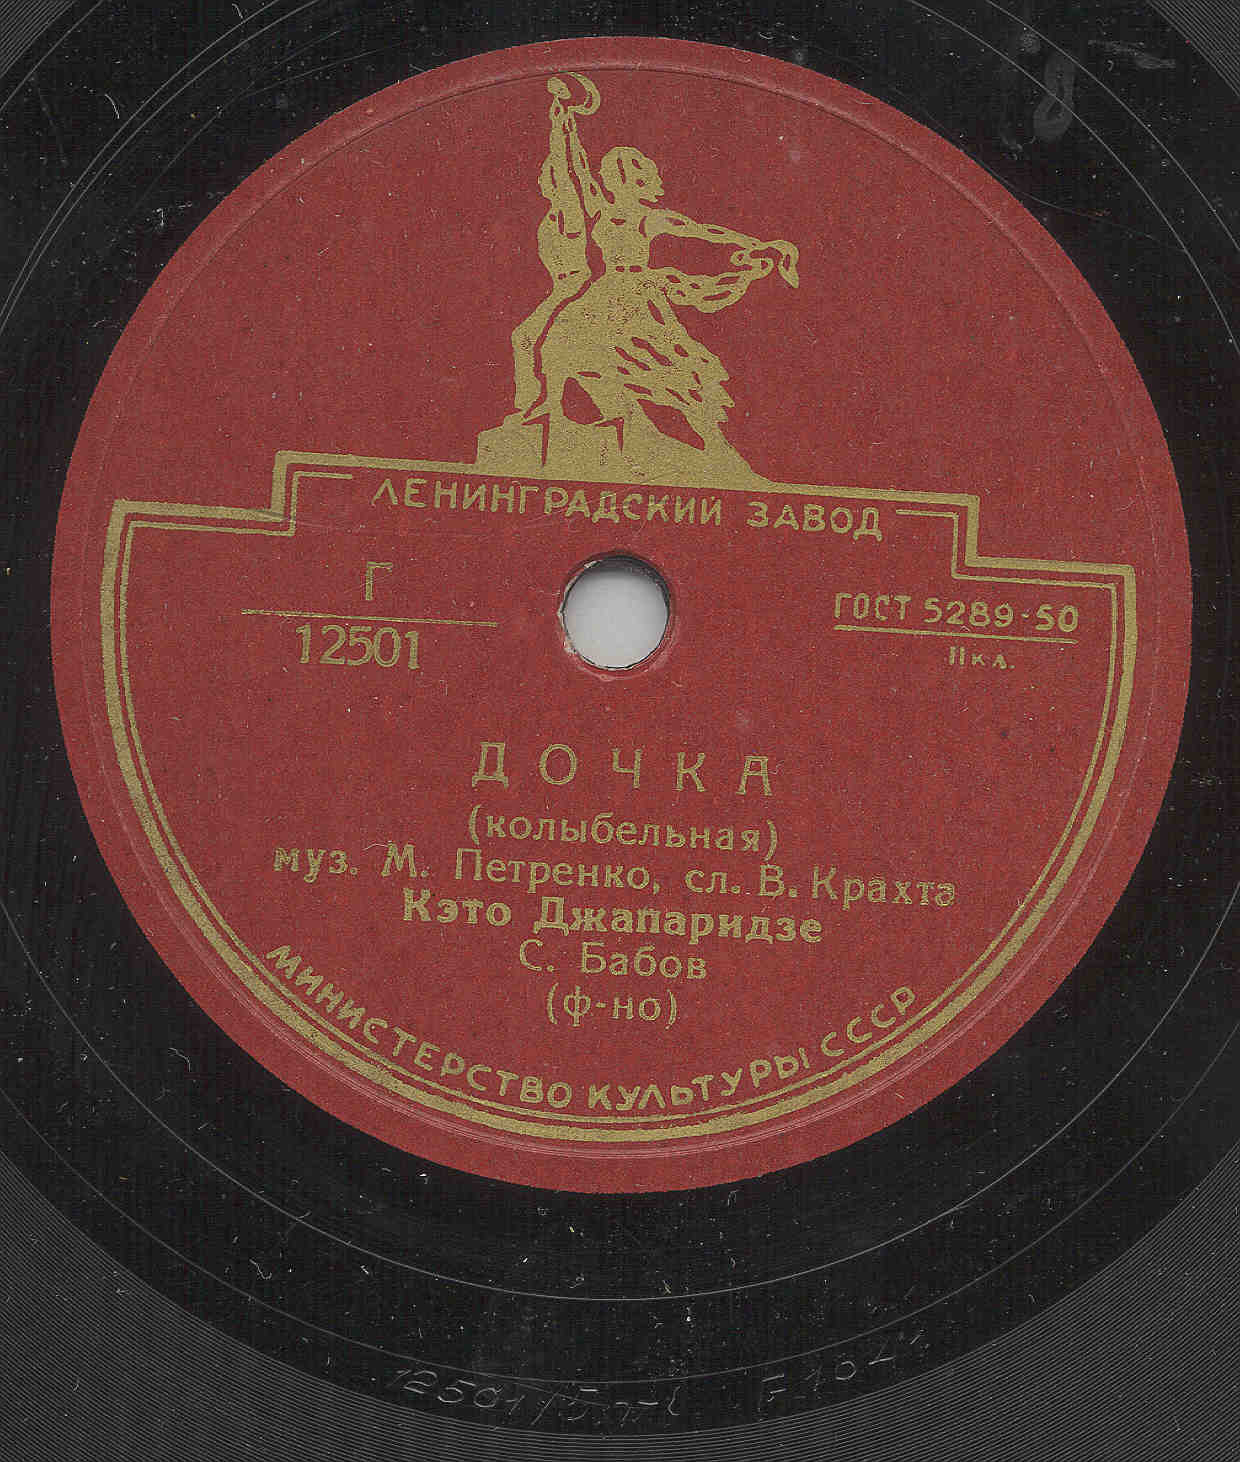 ЛЕНИНГРАДСКИЙ ЗАВОД
Г
12501
ГОСТ 5289-50
II кл.
ДОЧКА
(колыбельная)
муз. М. Петренко, сл. В. Крахта
Кэто Джапаридзе
С. Бабов
(ф-но)
МИНИСТЕРСТВО КУЛЬТУРЫ СССР
12501